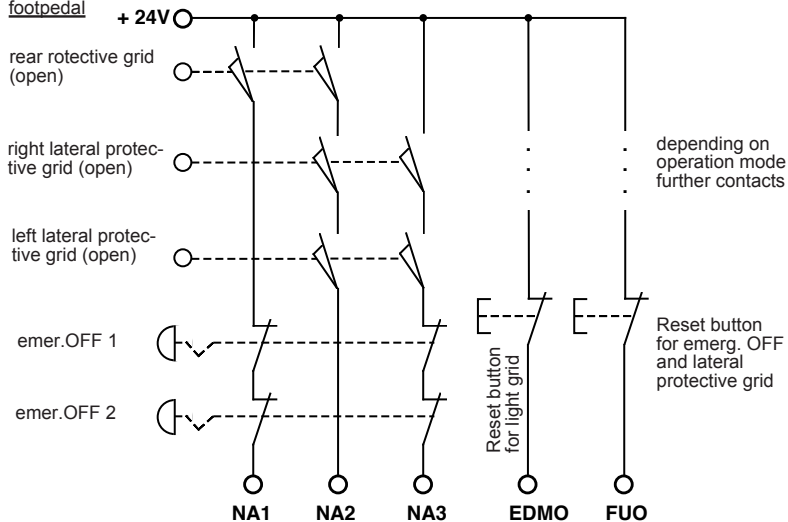 footpedal
+ 24V
rear rotective grid
(open)
right lateral protec-
tive grid (open)
depending on
operation mode
further contacts
left lateral protec-
tive grid (open)
emer.OFF 1
Reset button
for emerg. OFF
and lateral
protective grid
Reset button
for light grid
emer.OFF 2
NA1 NA2 NA3 EDMO FUO